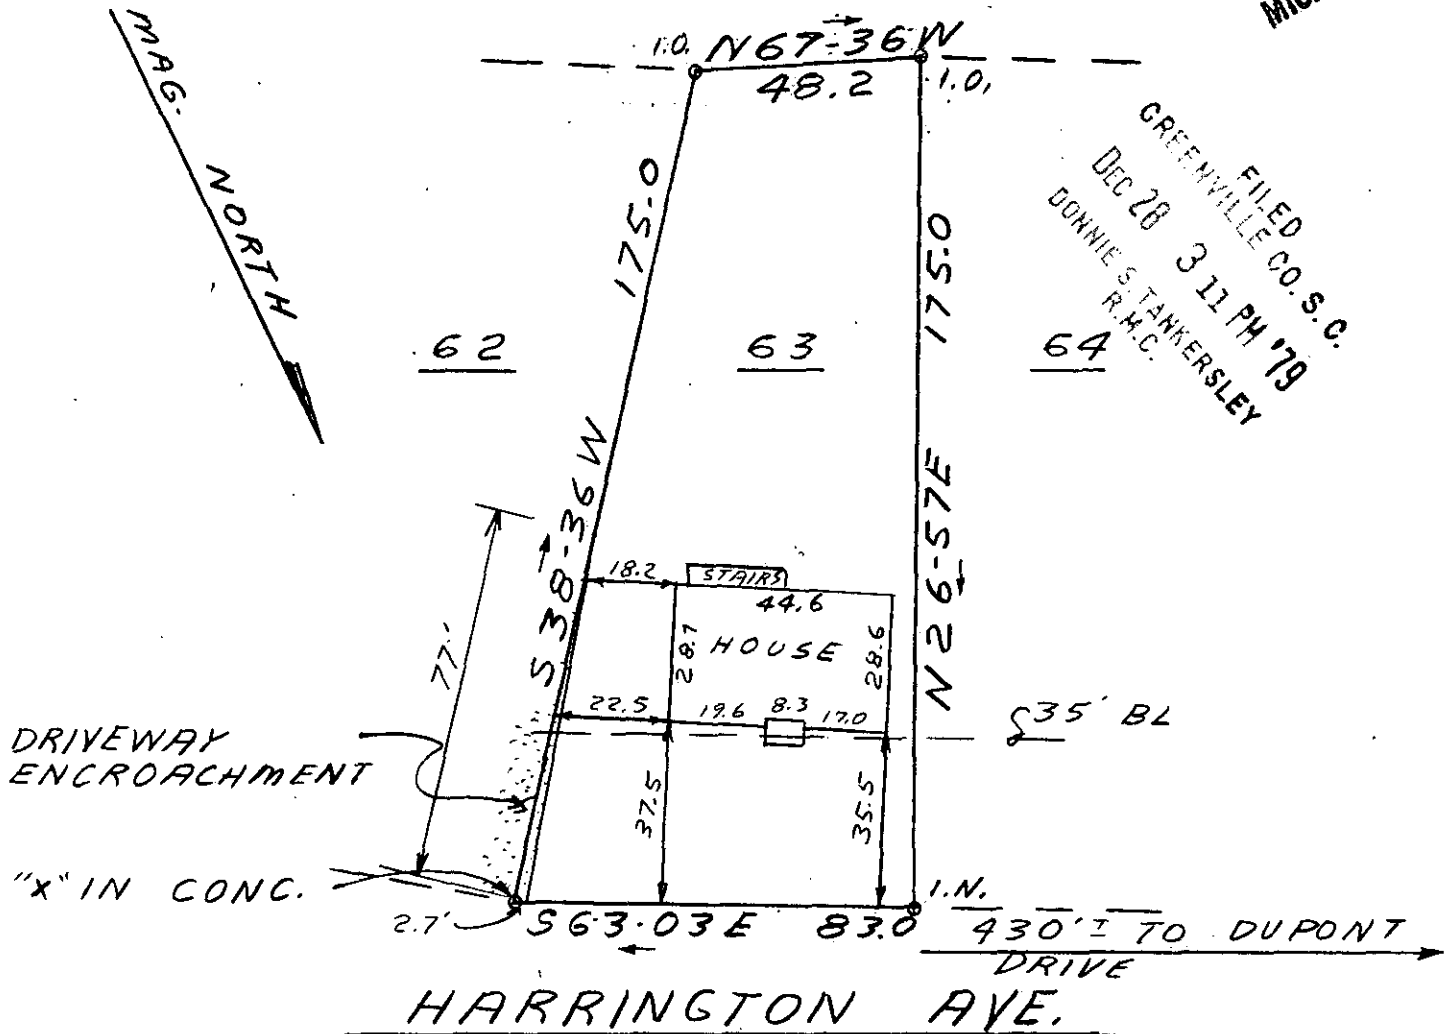 MAG. NORTH
I.O.
N67-36W
48.2
I.O.
FILED
GREENVILLE CO. S. C.
DEC 28 3 11 PM '79
DONNIE S. TANKERSLEY
R.M.C.
175.0
175.0
62
63
64
S 38-36 W
N 26-57E
77.'
18.2
STAIRS
44.6
28.7
HOUSE
28.6
22.5
19.6
8.3
17.0
35' BL
DRIVEWAY
ENCROACHMENT
37.5
35.5
"X" IN CONC.
2.7'
S63-03E
83.0
I.N.
430'± TO DUPONT
DRIVE
HARRINGTON AVE.